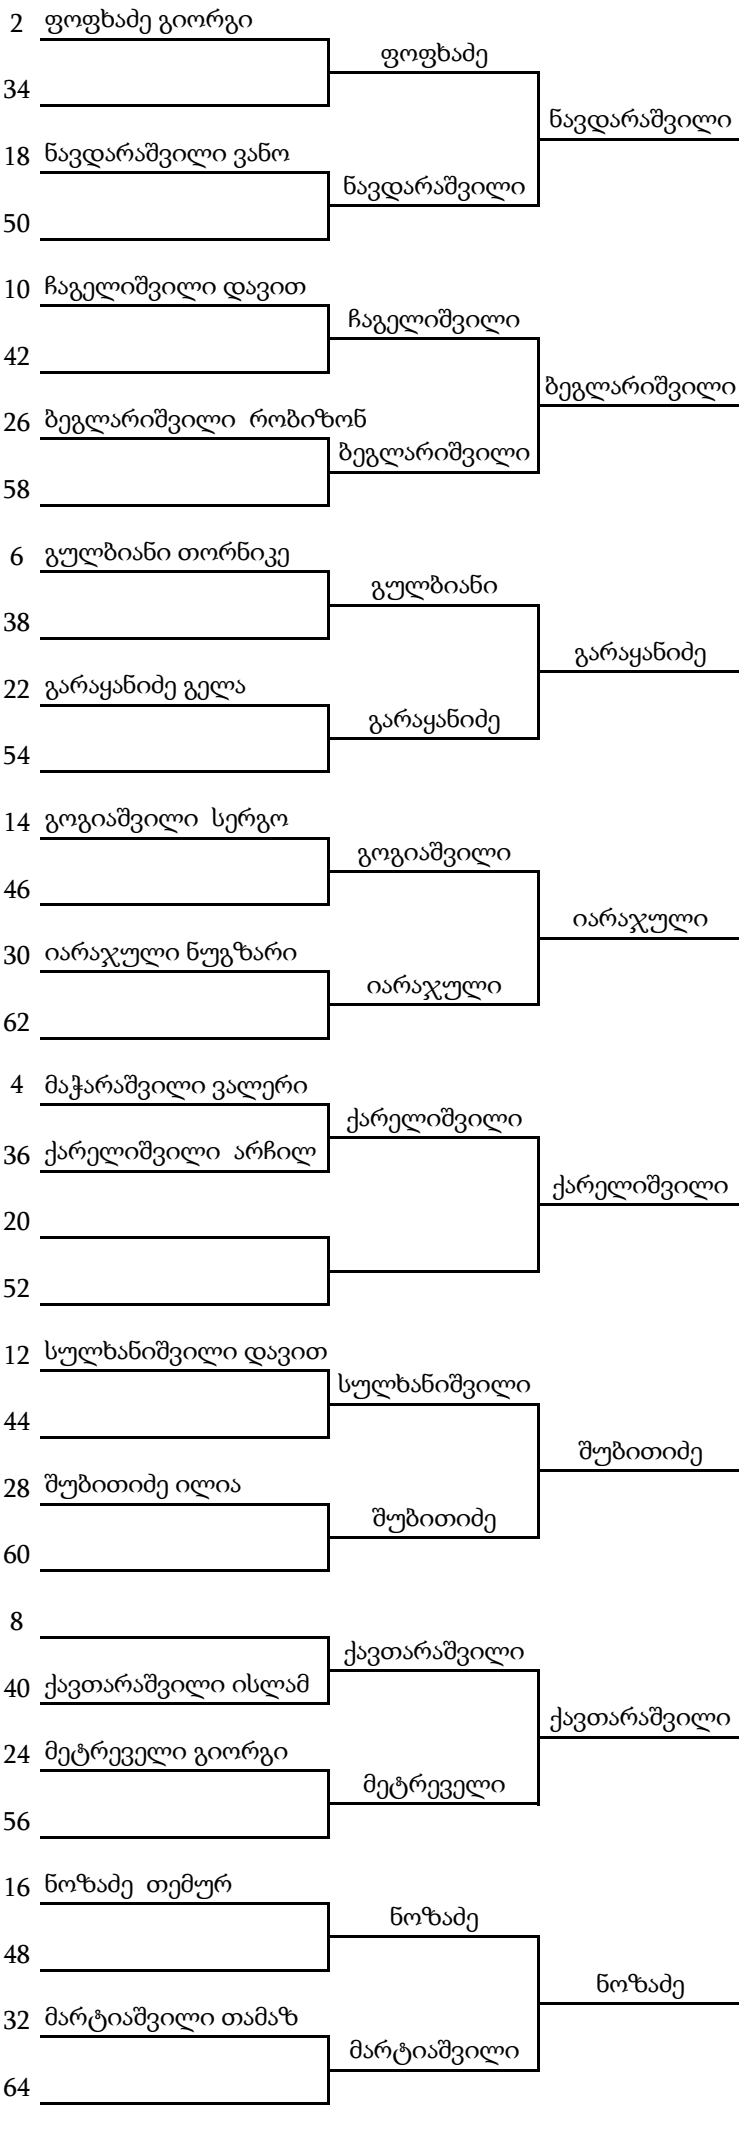 2 ფოფხაძე გიორგი
ფოფხაძე
34
ნავდარაშვილი
18 ნავდარაშვილი ვანო
ნავდარაშვილი
50
10 ჩაგელიშვილი დავით
ჩაგელიშვილი
42
ბეგლარიშვილი
26 ბეგლარიშვილი რობიზონ
ბეგლარიშვილი
58
6 გულბიანი თორნიკე
გულბიანი
38
გარაყანიძე
22 გარაყანიძე გელა
გარაყანიძე
54
14 გოგიაშვილი სერგო
გოგიაშვილი
46
იარაჯული
30 იარაჯული ნუგზარი
იარაჯული
62
4 მაჭარაშვილი ვალერი
ქარელიშვილი
36 ქარელიშვილი არჩილ
ქარელიშვილი
20
52
12 სულხანიშვილი დავით
სულხანიშვილი
44
შუბითიძე
28 შუბითიძე ილია
შუბითიძე
60
8
ქავთარაშვილი
40 ქავთარაშვილი ისლამ
ქავთარაშვილი
24 მეტრეველი გიორგი
მეტრეველი
56
16 ნოზაძე თემურ
ნოზაძე
48
ნოზაძე
32 მარტიაშვილი თამაზ
მარტიაშვილი
64